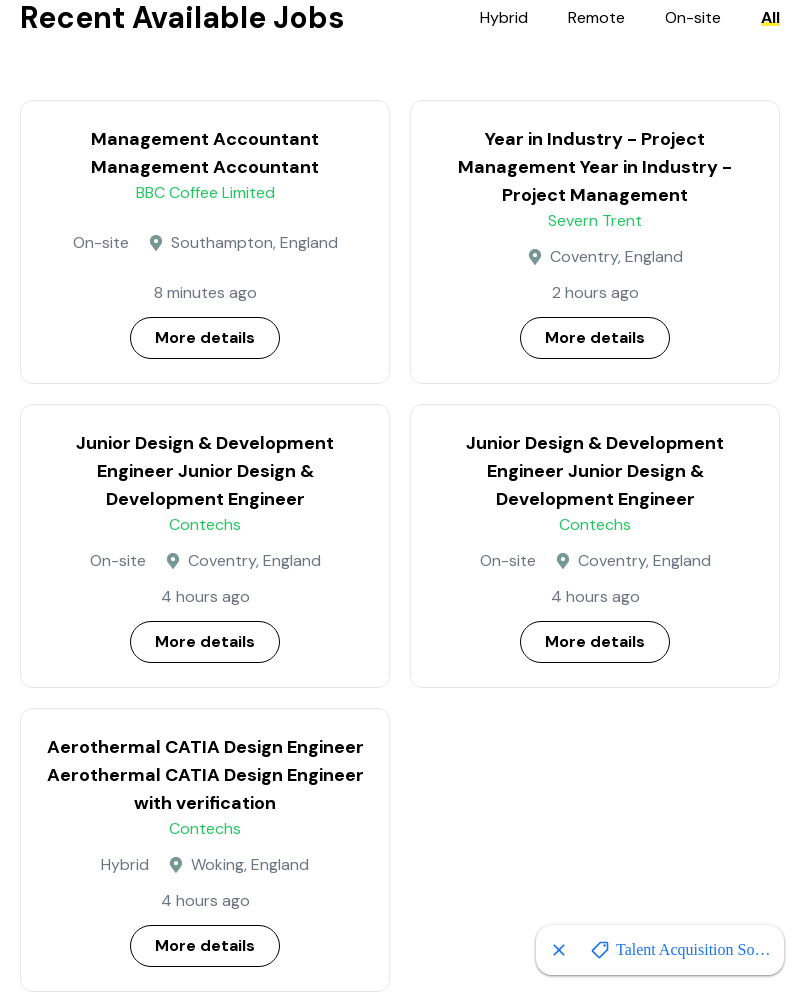 Recent Available Jobs
Hybrid Remote On-site All
Management Accountant
Management Accountant
BBC Coffee Limited
On-site Southampton, England
8 minutes ago
More details
Year in Industry - Project
Management Year in Industry -
Project Management
Severn Trent
Coventry, England
2 hours ago
More details
Junior Design & Development
Engineer Junior Design &
Development Engineer
Contechs
On-site Coventry, England
4 hours ago
More details
Junior Design & Development
Engineer Junior Design &
Development Engineer
Contechs
On-site Coventry, England
4 hours ago
More details
Aerothermal CATIA Design Engineer
Aerothermal CATIA Design Engineer
with verification
Contechs
Hybrid Woking, England
4 hours ago
More details
Talent Acquisition So…